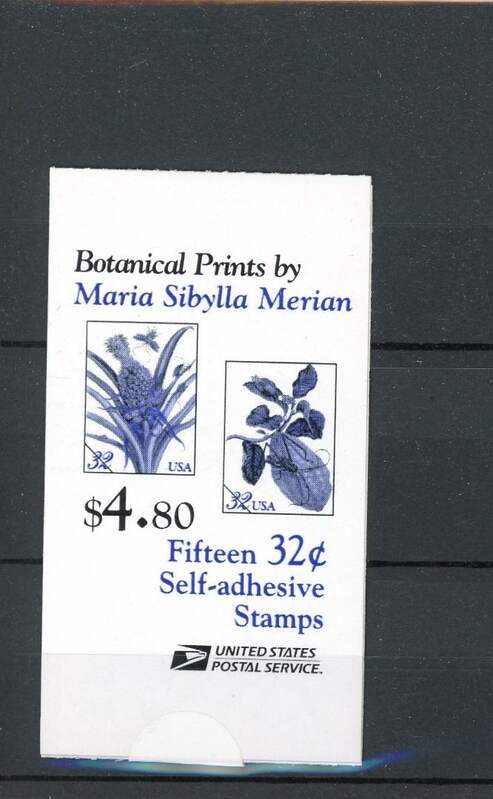 Botanical Prints by
Maria Sibylla Merian
32 USA
32 USA
$4.80
Fifteen 32¢
Self-adhesive
Stamps
UNITED STATES
POSTAL SERVICE™